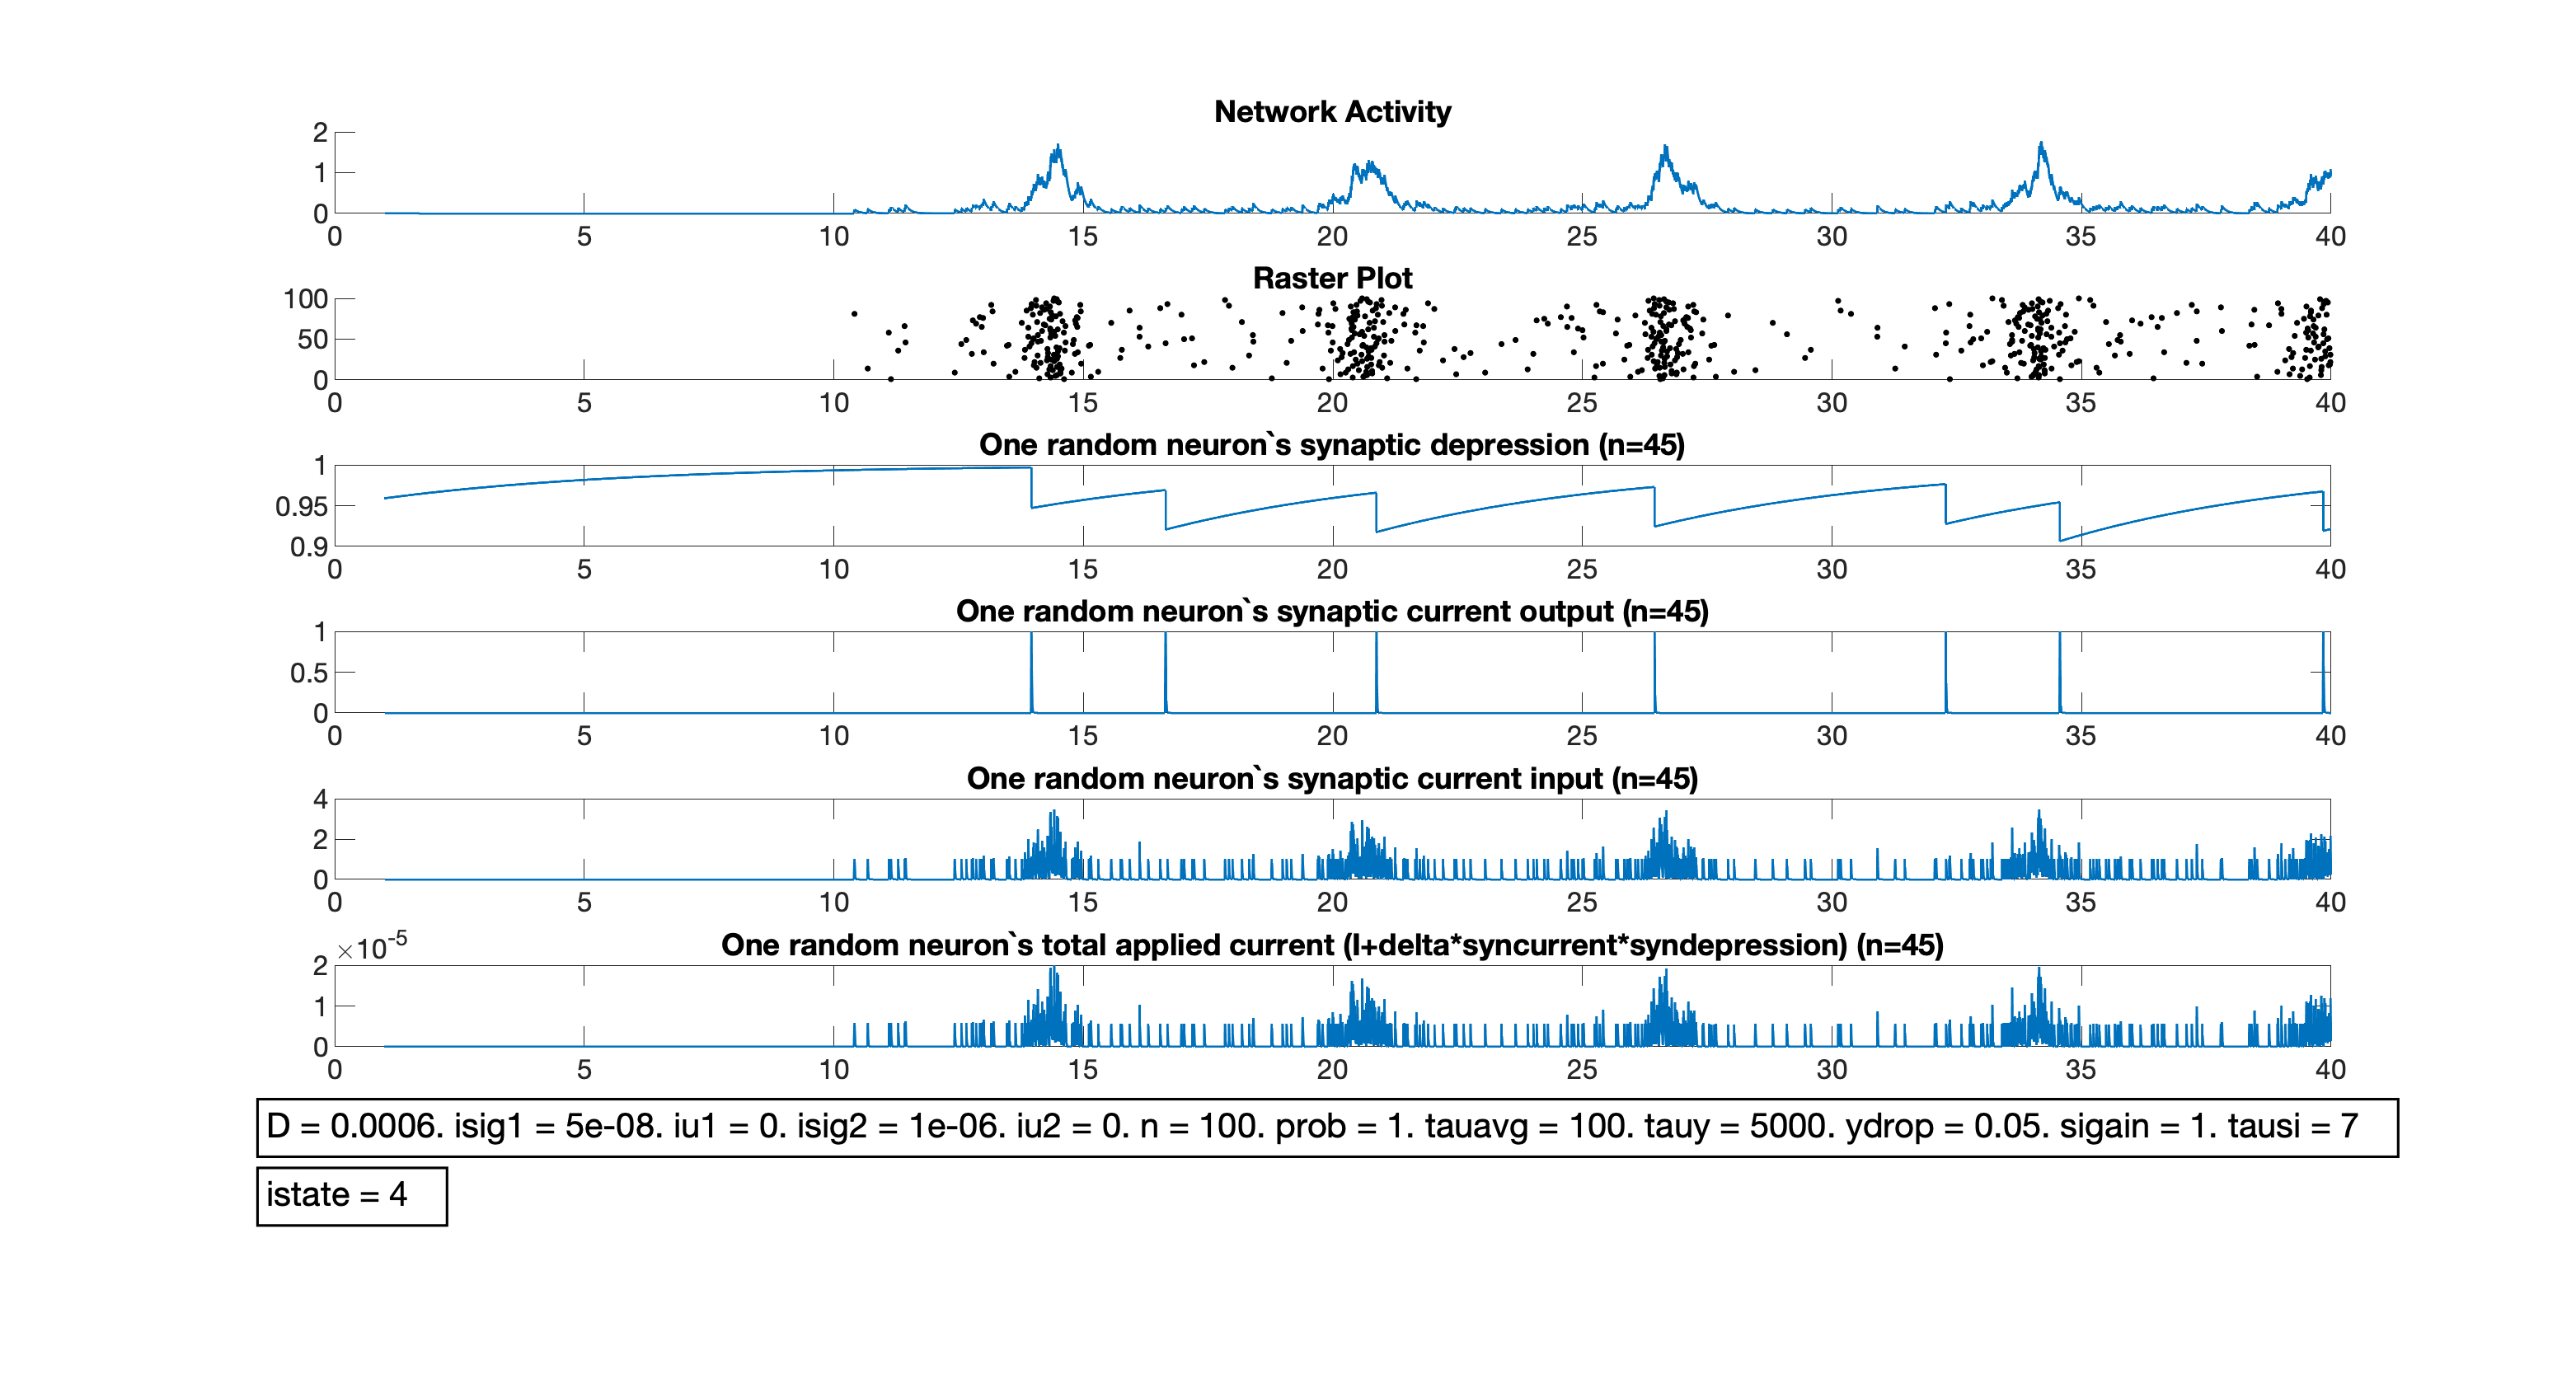 Network Activity
2
1
0
0 5 10 15 20 25 30 35 40
Raster Plot
100
50
0
0 5 10 15 20 25 30 35 40
One random neuron`s synaptic depression (n=45)
1
0.95
0.9
0 5 10 15 20 25 30 35 40
One random neuron`s synaptic current output (n=45)
1
0.5
0
0 5 10 15 20 25 30 35 40
One random neuron`s synaptic current input (n=45)
4
2
0
0 5 10 15 20 25 30 35 40
One random neuron`s total applied current (I+delta*syncurrent*syndepression) (n=45)
×10-5
2
1
0
0 5 10 15 20 25 30 35 40
D = 0.0006. isig1 = 5e-08. iu1 = 0. isig2 = 1e-06. iu2 = 0. n = 100. prob = 1. tauavg = 100. tauy = 5000. ydrop = 0.05. sigain = 1. tausi = 7
istate = 4